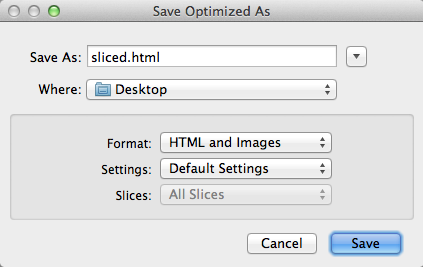 Save Optimized As
Save As: sliced.html
Where: Desktop
Format: HTML and Images
Settings: Default Settings
Slices: All Slices
Cancel Save